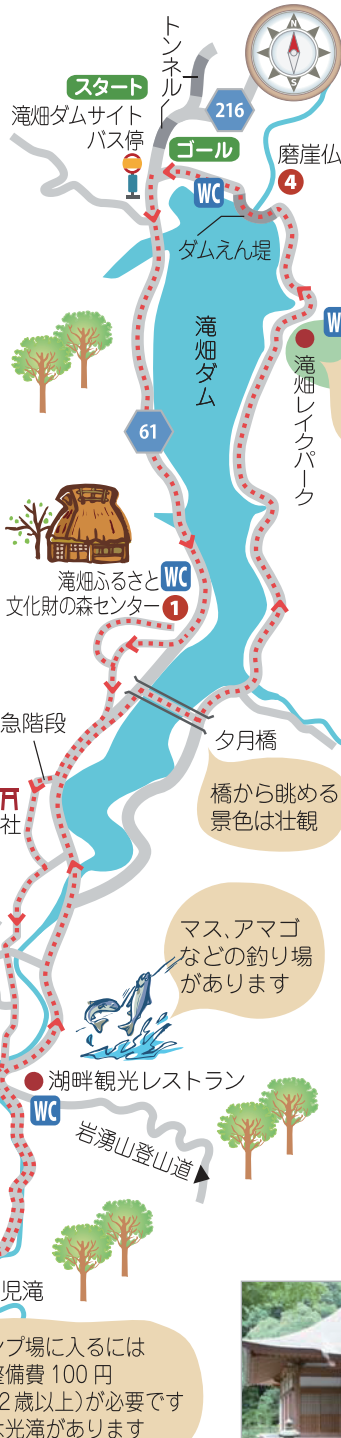 トンネル
N
スタート
滝畑ダムサイト
バス停
216
ゴール
磨崖仏
4
WC
ダムえん堤
滝畑ダム
滝畑レイクパーク
61
滝畑ふるさと
文化財の森センター 1
WC
急階段
社
夕月橋
橋から眺める
景色は壮観
マス、アマゴ
などの釣り場
があります
湖畔観光レストラン
WC
岩湧山登山道
児滝
ンプ場に入るには
整備費 100 円
2歳以上)が必要です
光滝があります